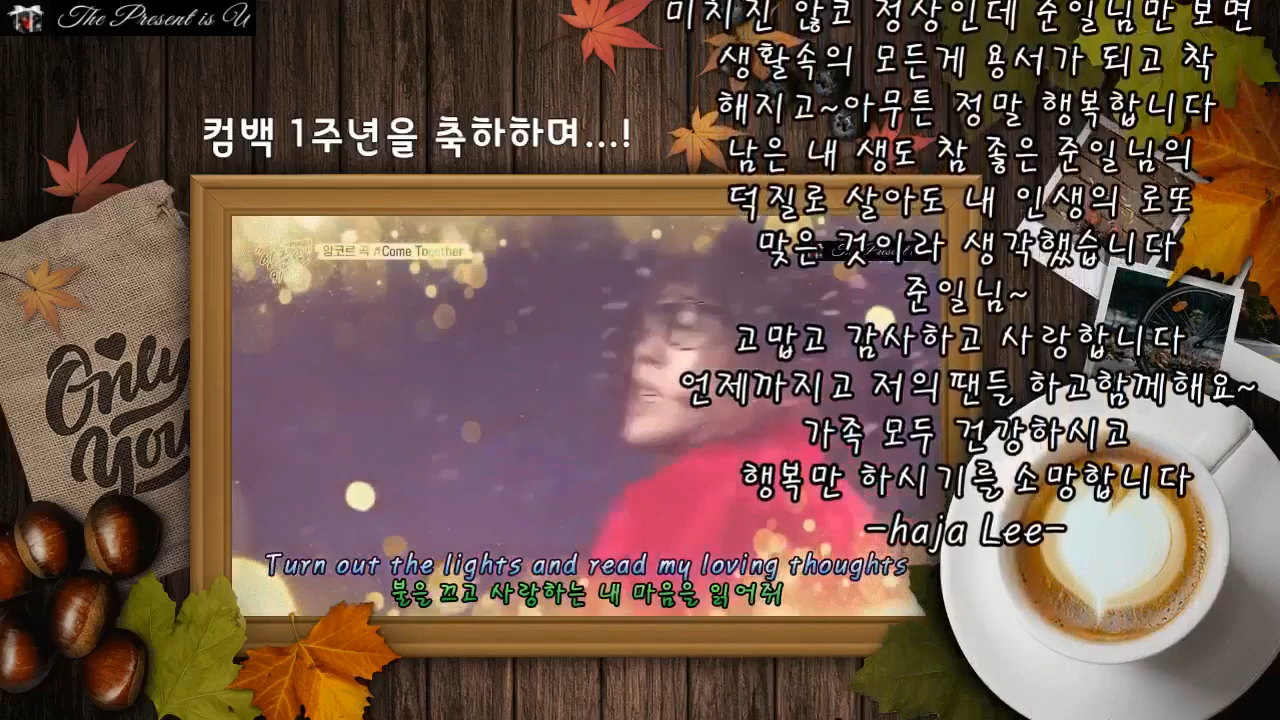 The Present is U
미치진 않고 정상인데 준일님만 보면
생활속의 모든게 용서가 되고 착
해지고~아무튼 정말 행복합니다
남은 내 생도 참 좋은 준일님의
덕질로 살아도 내 인생의 로또
맞은 것이라 생각했습니다
준일님~
고맙고 감사하고 사랑합니다
언제까지고 저의팬들 하고함께해요~
가족 모두 건강하시고
행복만 하시기를 소망합니다
-haja Lee-
컴백 1주년을 축하하며...!
앙코르 곡 ♬Come Together
Only
You
Turn out the lights and read my loving thoughts
불을 끄고 사랑하는 내 마음을 읽어줘